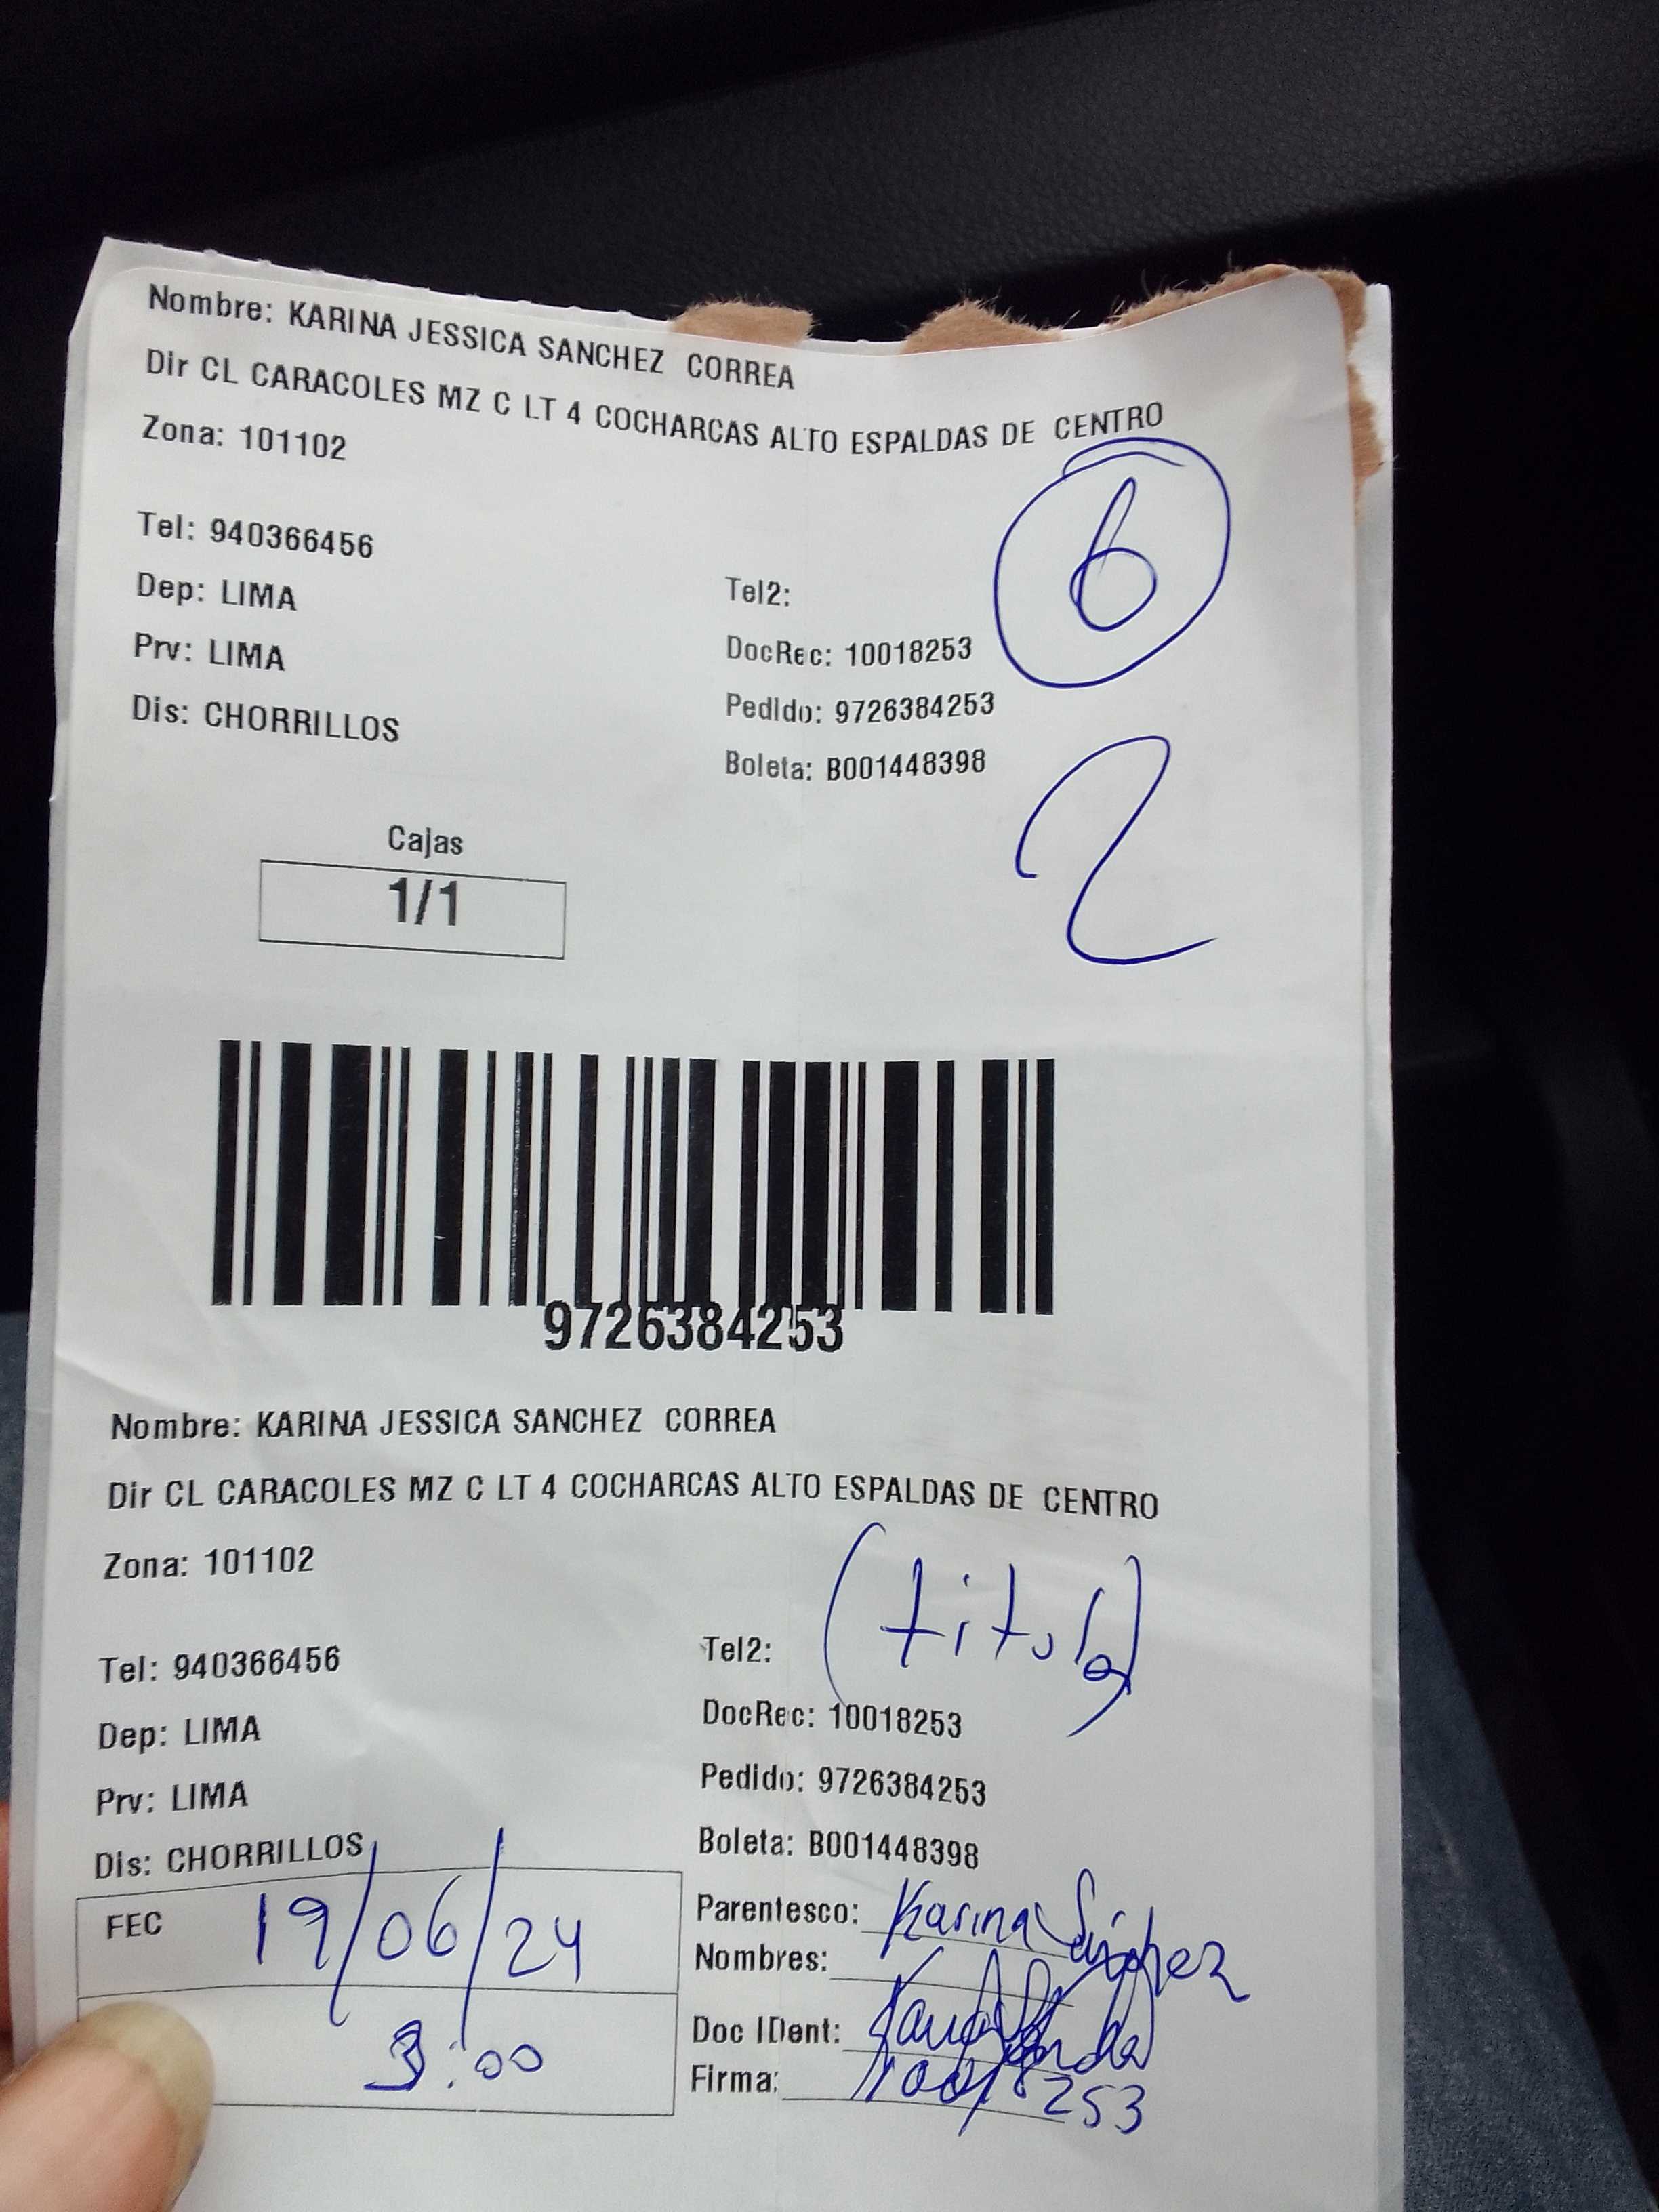 Nombre: KARINA JESSICA SANCHEZ CORREA
Dir CL CARACOLES MZ C LT 4 COCHARCAS ALTO ESPALDAS DE CENTRO
Zona: 101102
6
Tel: 940366456
Tel2:
Dep: LIMA
DocRec: 10018253
Prv: LIMA
Pedido: 9726384253
Dis: CHORRILLOS
Boleta: B001448398
2
Cajas
1/1
9726384253
Nombre: KARINA JESSICA SANCHEZ CORREA
Dir CL CARACOLES MZ C LT 4 COCHARCAS ALTO ESPALDAS DE CENTRO
Zona: 101102
(titular)
Tel: 940366456
Tel2:
Dep: LIMA
DocRec: 10018253
Prv: LIMA
Pedido: 9726384253
Dis: CHORRILLOS
Boleta: B001448398
FEC 19/06/24
3:00
Parentesco: Karina Sánchez
Nombres:
Doc IDent:
Firma: 10018253